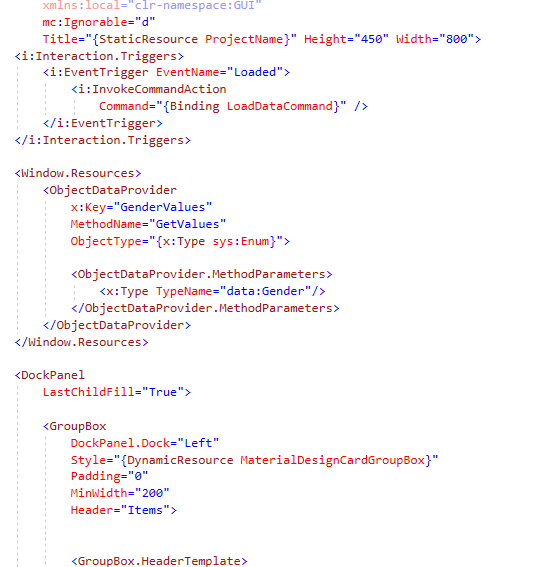 xmlns:local="clr-namespace:GUI"
mc:Ignorable="d"
Title="{StaticResource ProjectName}" Height="450" Width="800">
<i:Interaction.Triggers>
<i:EventTrigger EventName="Loaded">
<i:InvokeCommandAction
Command="{Binding LoadDataCommand}" />
</i:EventTrigger>
</i:Interaction.Triggers>
<Window.Resources>
<ObjectDataProvider
x:Key="GenderValues"
MethodName="GetValues"
ObjectType="{x:Type sys:Enum}">
<ObjectDataProvider.MethodParameters>
<x:Type TypeName="data:Gender"/>
</ObjectDataProvider.MethodParameters>
</ObjectDataProvider>
</Window.Resources>
<DockPanel
LastChildFill="True">
<GroupBox
DockPanel.Dock="Left"
Style="{DynamicResource MaterialDesignCardGroupBox}"
Padding="0"
MinWidth="200"
Header="Items">
<GroupBox.HeaderTemplate>